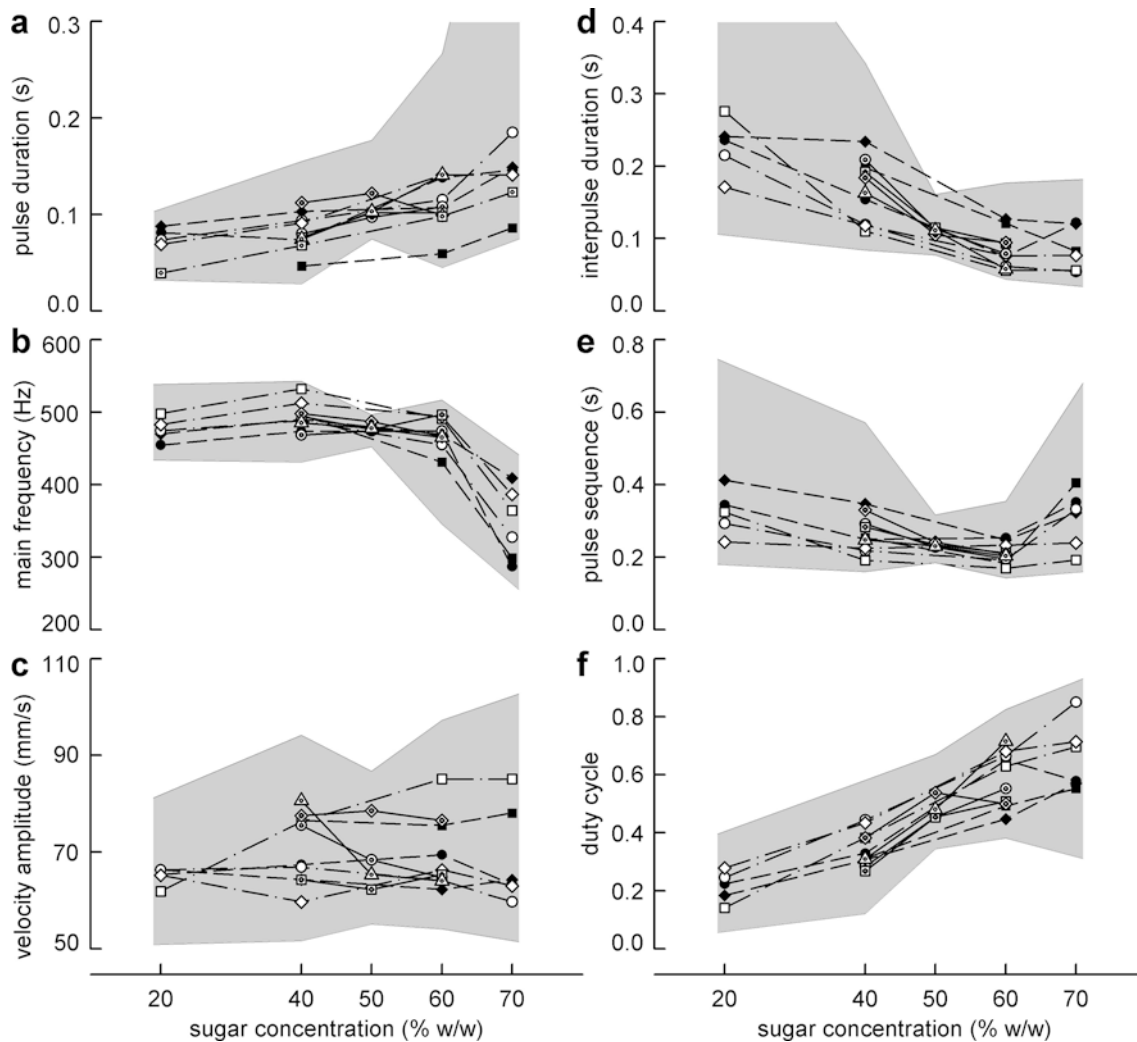 a
pulse duration (s)
0.3
0.2
0.1
0.0
b
main frequency (Hz)
600
500
400
300
200
c
velocity amplitude (mm/s)
110
90
70
50
20 40 50 60 70
sugar concentration (% w/w)
d
interpulse duration (s)
0.4
0.3
0.2
0.1
0.0
e
pulse sequence (s)
0.8
0.6
0.4
0.2
0.0
f
duty cycle
1.0
0.8
0.6
0.4
0.2
0.0
20 40 50 60 70
sugar concentration (% w/w)